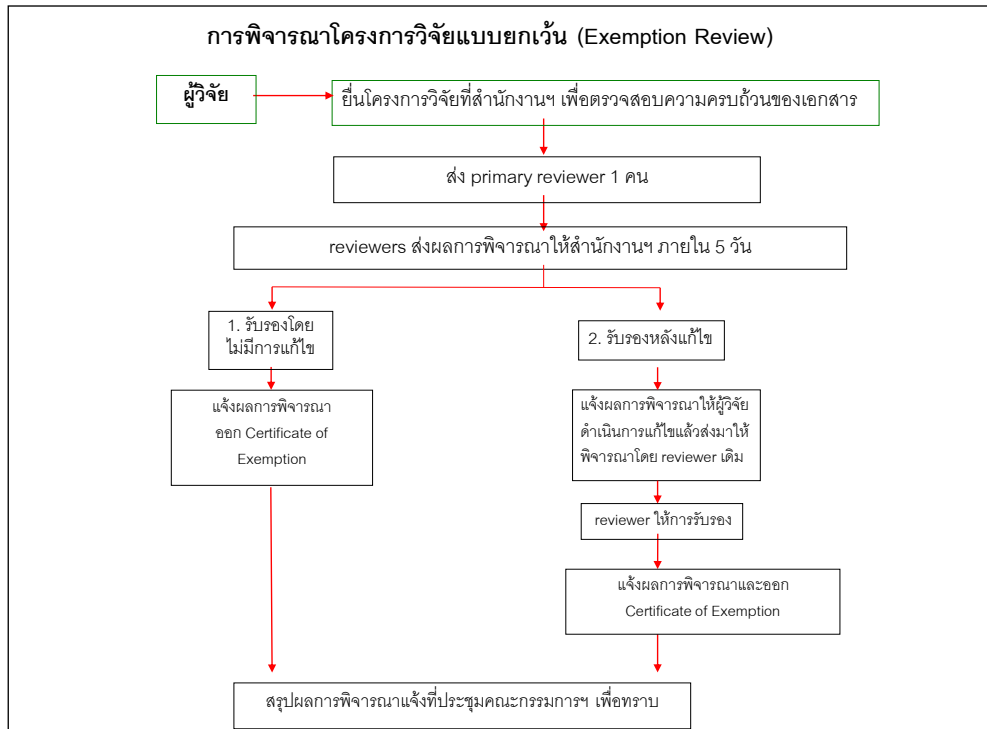 การพิจารณาโครงการวิจัยแบบยกเว้น (Exemption Review)
ผู้วิจัย
ยื่นโครงการวิจัยที่สำนักงานฯ เพื่อตรวจสอบความครบถ้วนของเอกสาร
ส่ง primary reviewer 1 คน
reviewers ส่งผลการพิจารณาให้สำนักงานฯ ภายใน 5 วัน
1. รับรองโดย
ไม่มีการแก้ไข
แจ้งผลการพิจารณา
ออก Certificate of
Exemption
2. รับรองหลังแก้ไข
แจ้งผลการพิจารณาให้ผู้วิจัย
ดำเนินการแก้ไขแล้วส่งมาให้
พิจารณาโดย reviewer เดิม
reviewer ให้การรับรอง
แจ้งผลการพิจารณาและออก
Certificate of Exemption
สรุปผลการพิจารณาแจ้งที่ประชุมคณะกรรมการฯ เพื่อทราบ